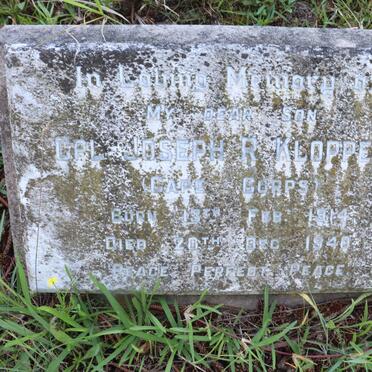 In Loving Memory of
MY DEAR SON
CPL. JOSEPH R. KLOPPE
(CAPE CORPS)
BORN 13TH FEB. 1914
DIED 20TH DEC. 1940
PEACE PERFECT PEACE